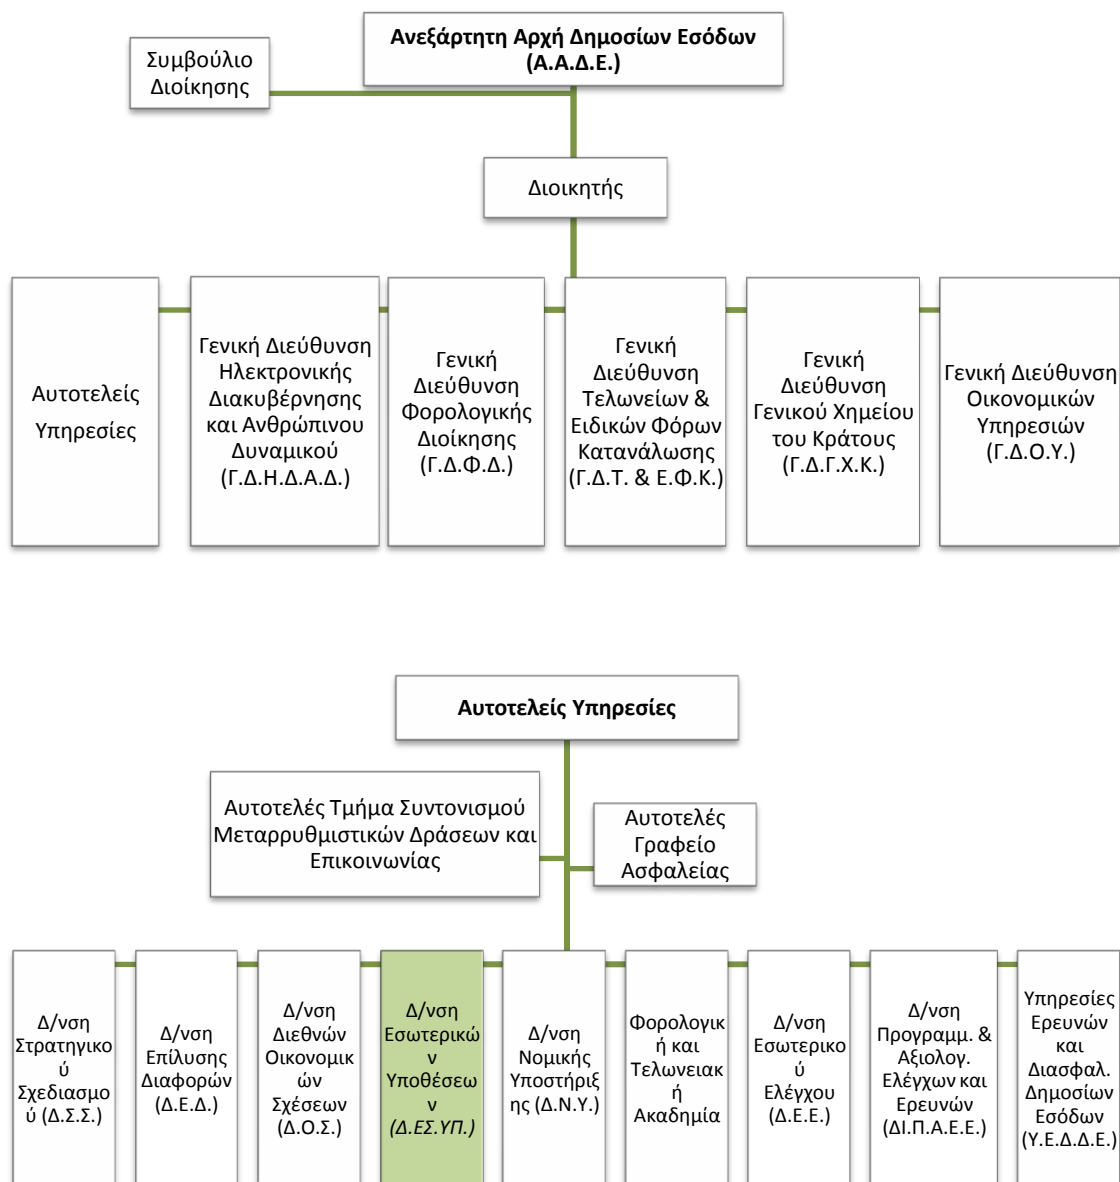 Ανεξάρτητη Αρχή Δημοσίων Εσόδων
(Α.Α.Δ.Ε.)
Συμβούλιο
Διοίκησης
Διοικητής
Αυτοτελείς
Υπηρεσίες
Γενική Διεύθυνση
Ηλεκτρονικής
Διακυβέρνησης
και Ανθρώπινου
Δυναμικού
(Γ.Δ.Η.Δ.Α.Δ.)
Γενική
Διεύθυνση
Φορολογικής
Διοίκησης
(Γ.Δ.Φ.Δ.)
Γενική
Διεύθυνση
Τελωνείων &
Ειδικών Φόρων
Κατανάλωσης
(Γ.Δ.Τ. & Ε.Φ.Κ.)
Γενική
Διεύθυνση
Γενικού Χημείου
του Κράτους
(Γ.Δ.Γ.Χ.Κ.)
Γενική Διεύθυνση
Οικονομικών
Υπηρεσιών
(Γ.Δ.Ο.Υ.)
Αυτοτελείς Υπηρεσίες
Αυτοτελές Τμήμα Συντονισμού
Μεταρρυθμιστικών Δράσεων και
Επικοινωνίας
Αυτοτελές
Γραφείο
Ασφαλείας
Δ/νση
Στρατηγικο
ύ
Σχεδιασμο
ύ (Δ.Σ.Σ.)
Δ/νση
Επίλυσης
Διαφορών
(Δ.Ε.Δ.)
Δ/νση
Διεθνών
Οικονομικ
ών
Σχέσεων
(Δ.Ο.Σ.)
Δ/νση
Εσωτερικώ
ν
Υποθέσεω
ν
(Δ.ΕΣ.ΥΠ.)
Δ/νση
Νομικής
Υποστήριξ
ης (Δ.Ν.Υ.)
Φορολογικ
ή και
Τελωνειακ
ή
Ακαδημία
Δ/νση
Εσωτερικο
ύ
Ελέγχου
(Δ.Ε.Ε.)
Δ/νση
Προγραμμ. &
Αξιολογ.
Ελέγχων και
Ερευνών
(ΔΙ.Π.Α.Ε.Ε.)
Υπηρεσίες
Ερευνών
και
Διασφαλ.
Δημοσίων
Εσόδων
(Υ.Ε.Δ.Δ.Ε.)